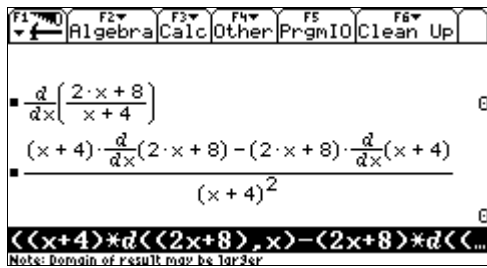 F1 F2 Algebra F3 Calc F4 Other F5 PrgmIO F6 Clean Up
d/dx(2·x + 8/x + 4) 0
(x + 4)·d/dx(2·x + 8) − (2·x + 8)·d/dx(x + 4)
(x + 4)²
0
((x+4)*d((2x+8),x)-(2x+8)*d((…
Note: Domain of result may be larger